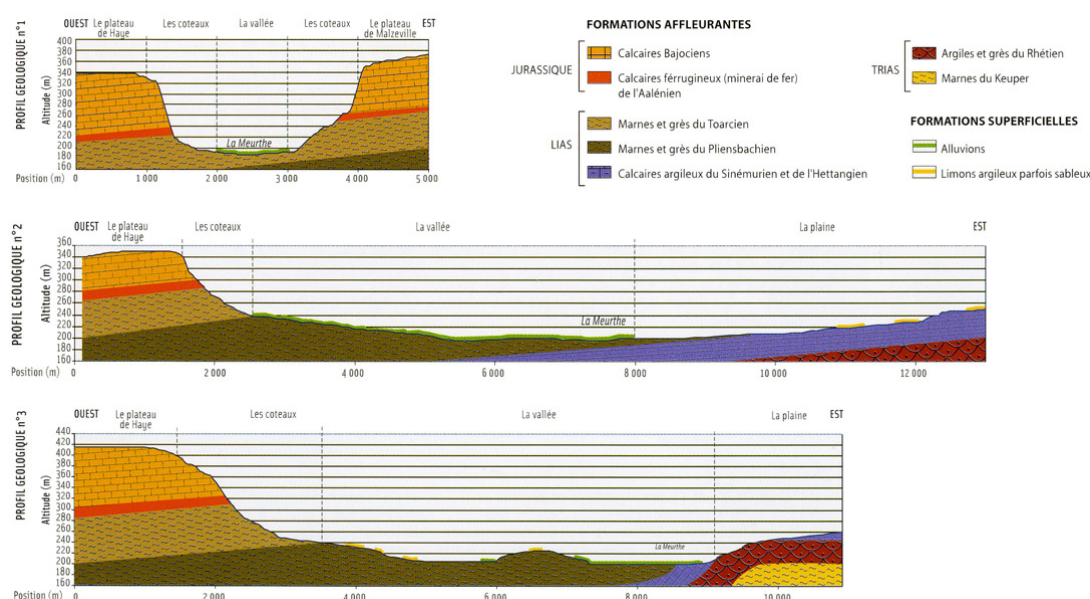 PROFIL GEOLOGIQUE n°1
OUEST Le plateau de Haye Les coteaux La vallée Les coteaux Le plateau de Malzeville EST
Altitude (m)
400
380
360
340
320
300
280
260
240
220
200
180
160
La Meurthe
Position (m) 0 1 000 2 000 3 000 4 000 5 000
FORMATIONS AFFLEURANTES
JURASSIQUE
Calcaires Bajociens
Calcaires férrugineux (minerai de fer)
de l'Aalénien
LIAS
Marnes et grès du Toarcien
Marnes et grès du Pliensbachien
Calcaires argileux du Sinémurien et de l'Hettangien
TRIAS
Argiles et grès du Rhétien
Marnes du Keuper
FORMATIONS SUPERFICIELLES
Alluvions
Limons argileux parfois sableux
PROFIL GEOLOGIQUE n°2
OUEST Le plateau de Haye Les coteaux La vallée La plaine EST
Altitude (m)
360
340
320
300
280
260
240
220
200
180
160
La Meurthe
Position (m) 0 2 000 4 000 6 000 8 000 10 000 12 000
PROFIL GEOLOGIQUE n°3
OUEST Le plateau de Haye Les coteaux La vallée La plaine EST
Altitude (m)
440
420
400
380
360
340
320
300
280
260
240
220
200
180
160
La Meurthe
Position (m) 0 2 000 4 000 6 000 8 000 10 000